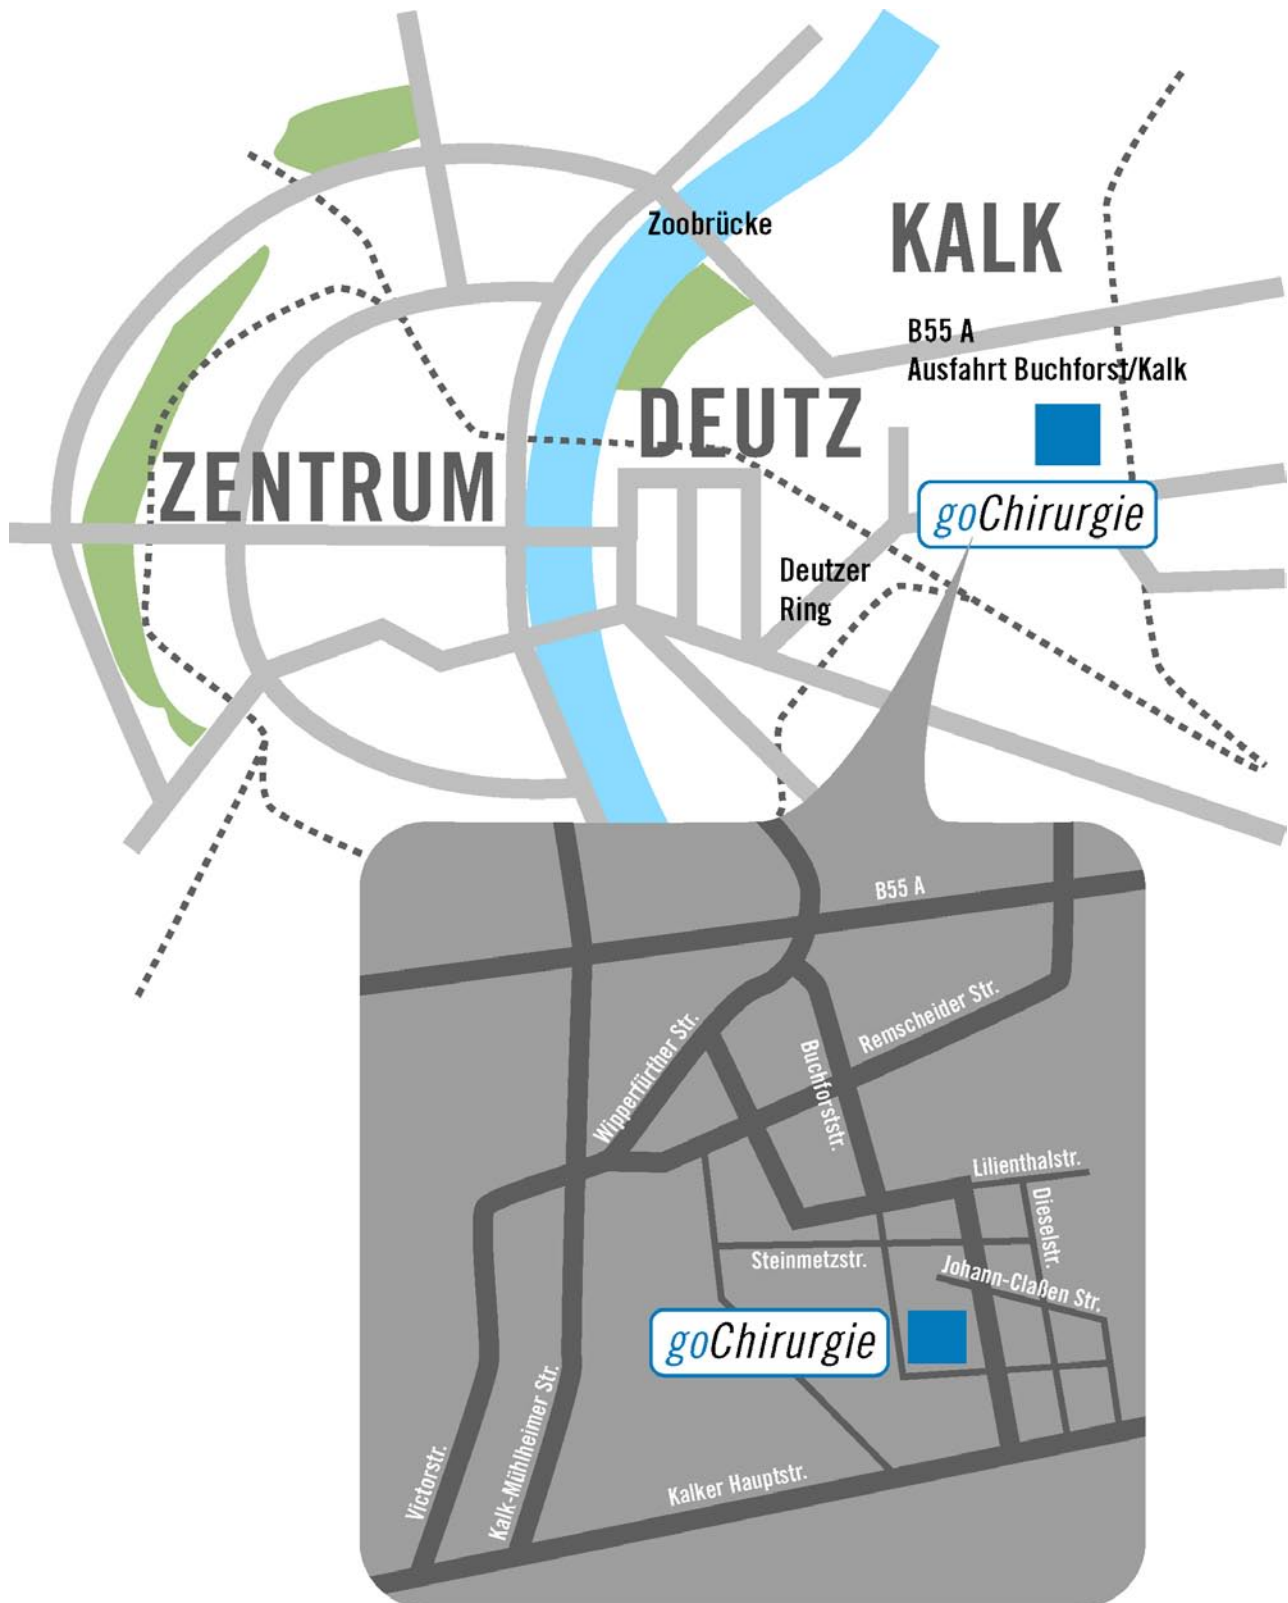 Zoobrücke
KALK
B55 A
Ausfahrt Buchforst/Kalk
DEUTZ
ZENTRUM
goChirurgie
Deutzer
Ring
B55 A
Remscheider Str.
Wipperfürther Str.
Buchforststr.
Lilienthalstr.
Dieselstr.
Steinmetzstr.
Johann-Claßen Str.
goChirurgie
Victorstr.
Kalk-Mühlheimer Str.
Kalker Hauptstr.